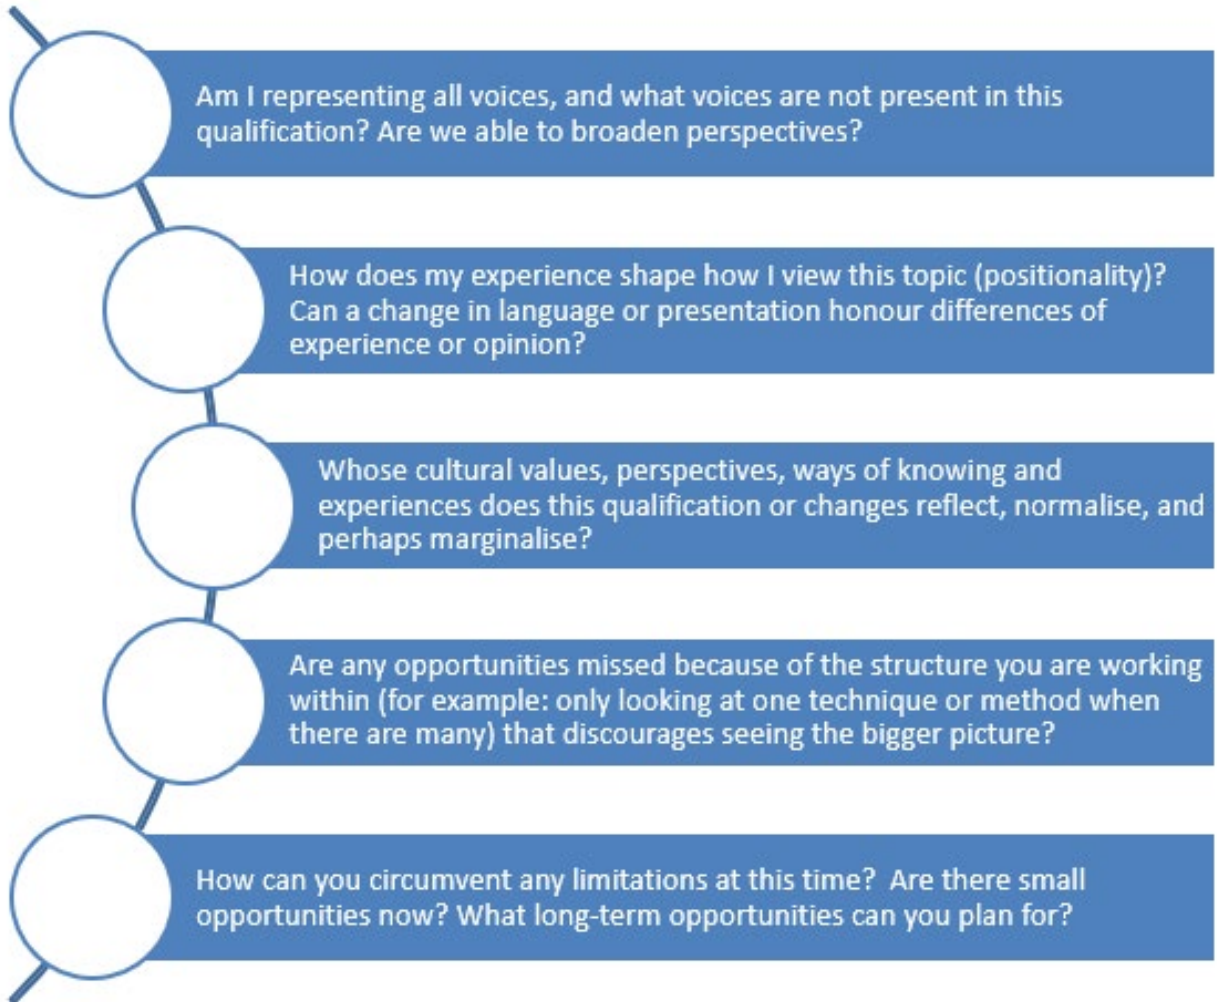 Am I representing all voices, and what voices are not present in this
qualification? Are we able to broaden perspectives?
How does my experience shape how I view this topic (positionality)?
Can a change in language or presentation honour differences of
experience or opinion?
Whose cultural values, perspectives, ways of knowing and
experiences does this qualification or changes reflect, normalise, and
perhaps marginalise?
Are any opportunities missed because of the structure you are working
within (for example: only looking at one technique or method when
there are many) that discourages seeing the bigger picture?
How can you circumvent any limitations at this time?  Are there small
opportunities now? What long-term opportunities can you plan for?